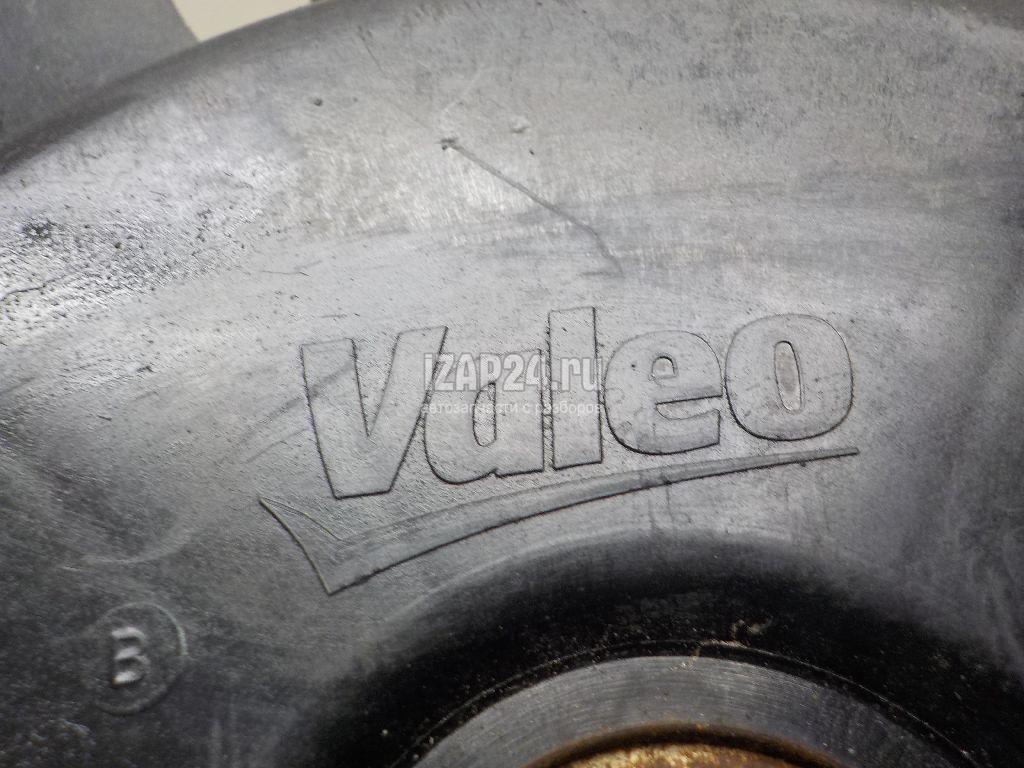 Valeo
iZAP24.ru
автозапчасти с разборов
B